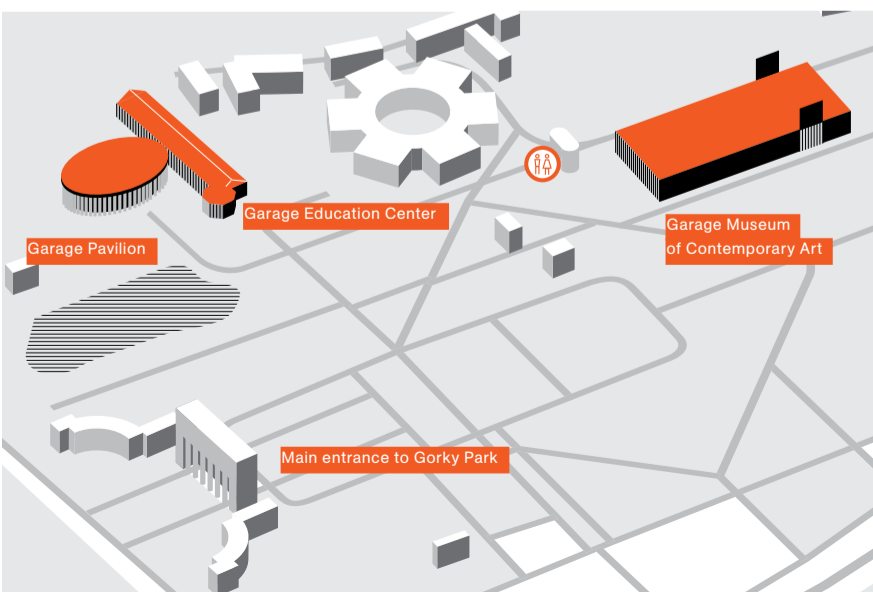 Garage Education Center
Garage Pavilion
Garage Museum
of Contemporary Art
Main entrance to Gorky Park